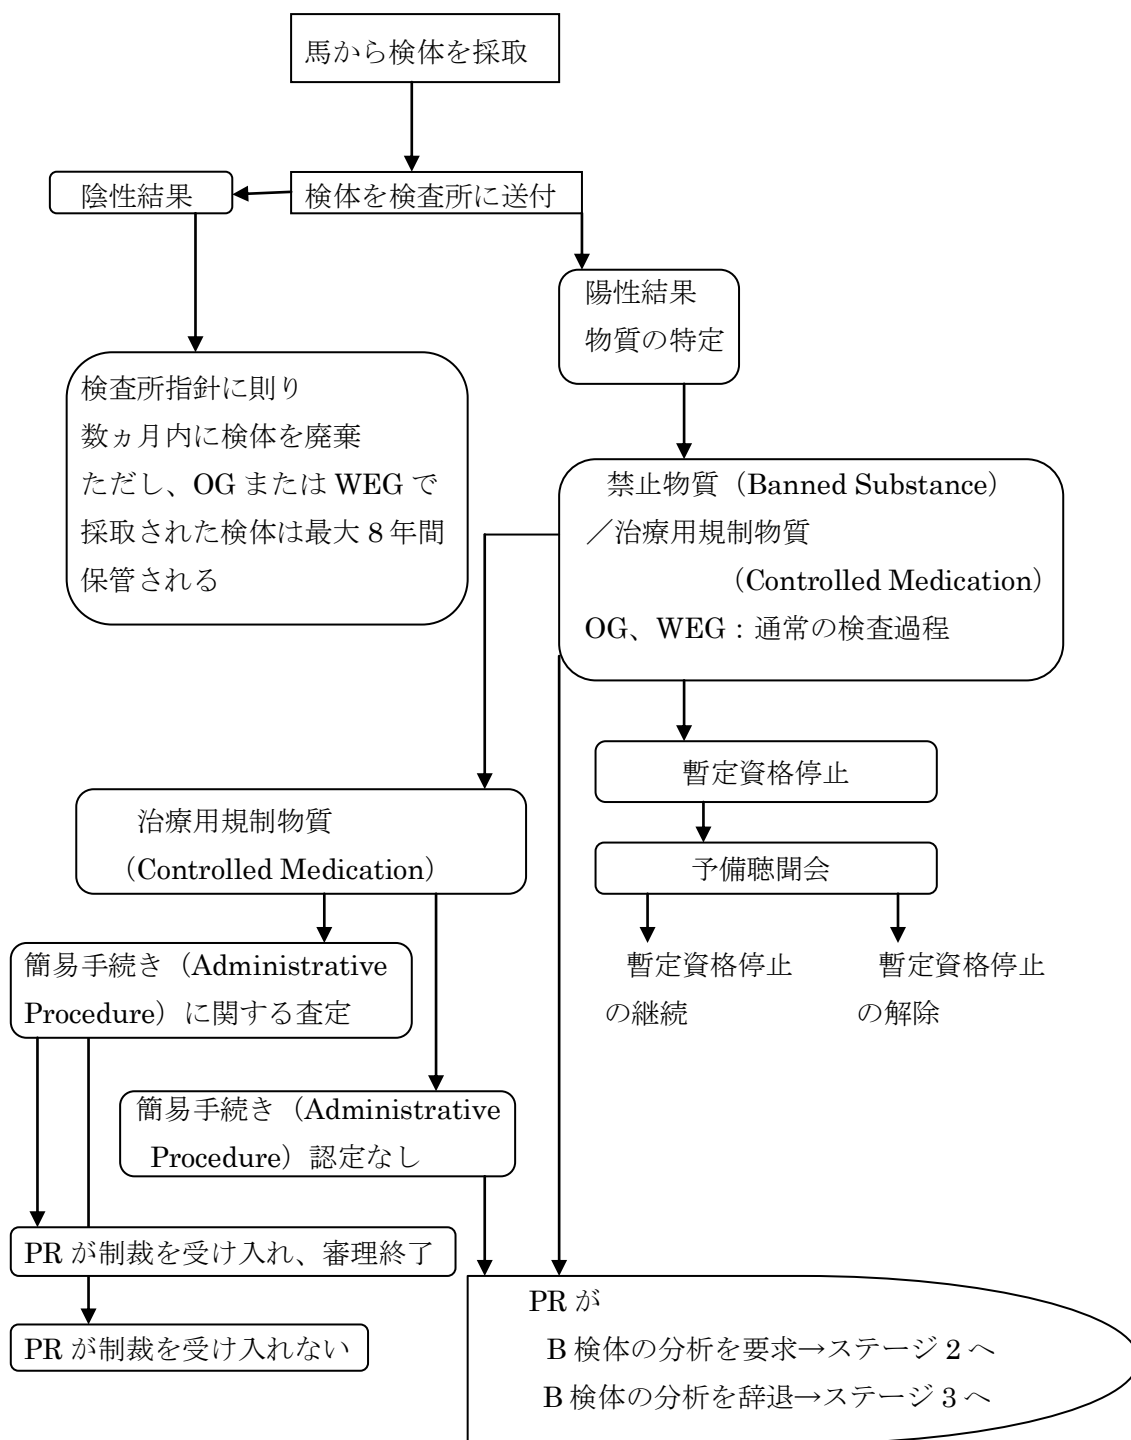 馬から検体を採取
陰性結果
検体を検査所に送付
陽性結果
物質の特定
検査所指針に則り
数ヵ月内に検体を廃棄
ただし、OG または WEG で
採取された検体は最大 8 年間
保管される
禁止物質（Banned Substance）
／治療用規制物質
（Controlled Medication）
OG、WEG：通常の検査過程
暫定資格停止
予備聴聞会
暫定資格停止
の継続
暫定資格停止
の解除
治療用規制物質
（Controlled Medication）
簡易手続き（Administrative
Procedure）に関する査定
簡易手続き（Administrative
Procedure）認定なし
PR が制裁を受け入れ、審理終了
PR が制裁を受け入れない
PR が
B 検体の分析を要求→ステージ 2 へ
B 検体の分析を辞退→ステージ 3 へ